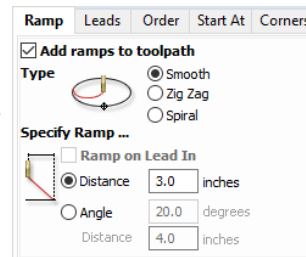 Ramp Leads Order Start At Corners
Add ramps to toolpath
Type
Smooth
Zig Zag
Spiral
Specify Ramp ...
Ramp on Lead In
Distance 3.0 inches
Angle 20.0 degrees
Distance 4.0 inches